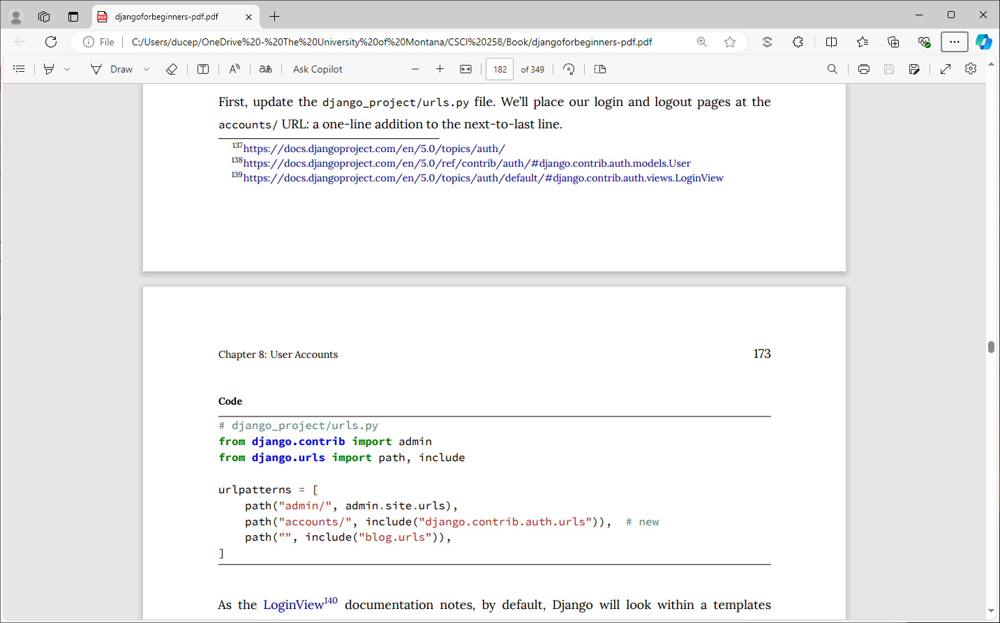 djangoforbeginners-pdf.pdf
File
C:/Users/ducep/OneDrive%20-%20The%20University%20of%20Montana/CSCI%20258/Book/djangoforbeginners-pdf.pdf
Draw
Ask Copilot
182 of 349
First, update the django_project/urls.py file. We’ll place our login and logout pages at the
accounts/ URL: a one-line addition to the next-to-last line.
137https://docs.djangoproject.com/en/5.0/topics/auth/
138https://docs.djangoproject.com/en/5.0/ref/contrib/auth/#django.contrib.auth.models.User
139https://docs.djangoproject.com/en/5.0/topics/auth/default/#django.contrib.auth.views.LoginView
Chapter 8: User Accounts 173
Code
# django_project/urls.py
from django.contrib import admin
from django.urls import path, include
urlpatterns = [
    path("admin/", admin.site.urls),
    path("accounts/", include("django.contrib.auth.urls")),  # new
    path("", include("blog.urls")),
]
As the LoginView140 documentation notes, by default, Django will look within a templates